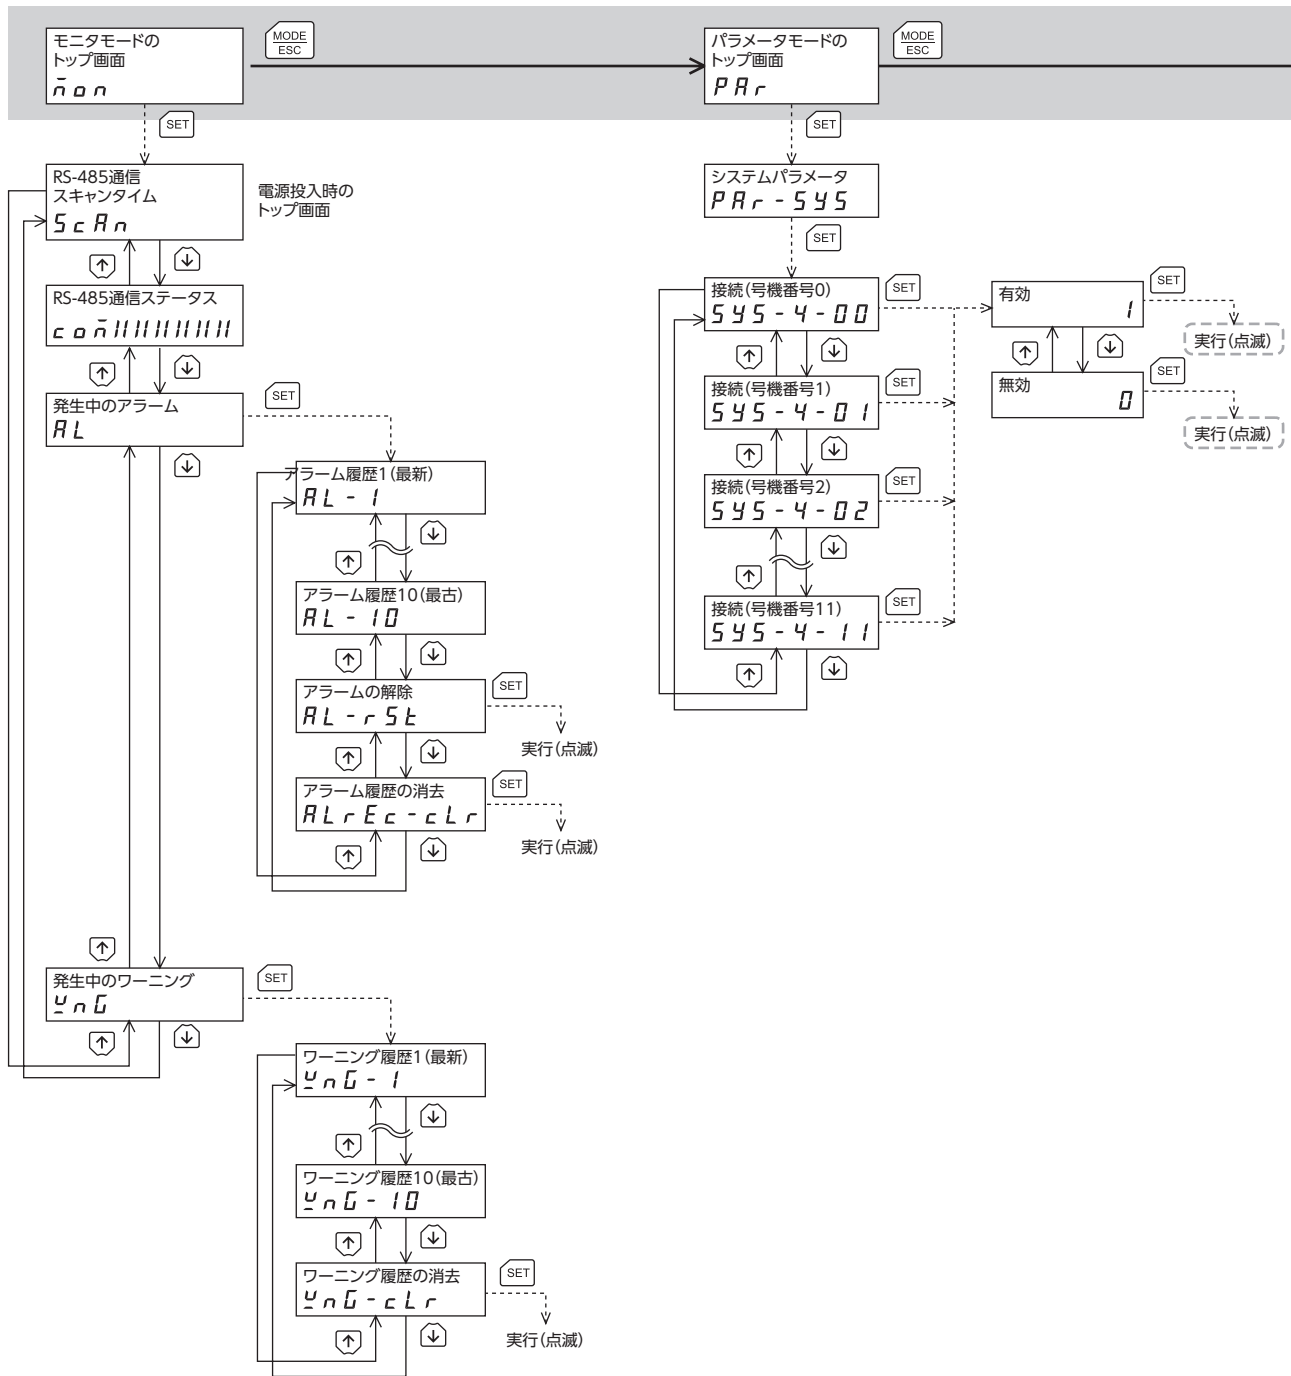 モニタモードの
トップ画面
mon
MODE
ESC
パラメータモードの
トップ画面
PAr
MODE
ESC
SET
SET
RS-485通信
スキャンタイム
ScAn
電源投入時の
トップ画面
システムパラメータ
PAr-SYS
SET
↑
↓
RS-485通信ステータス
com
↑
↓
発生中のアラーム
AL
SET
↓
接続(号機番号0)
SYS-4-00
SET
↑
↓
有効
1
SET
実行(点滅)
↑
↓
無効
0
SET
実行(点滅)
接続(号機番号1)
SYS-4-01
SET
↑
↓
接続(号機番号2)
SYS-4-02
SET
↑
↓
接続(号機番号11)
SYS-4-11
SET
↑
↓
アラーム履歴1(最新)
AL-1
↓
↑
アラーム履歴10(最古)
AL-10
↑
↓
アラームの解除
AL-rSt
SET
実行(点滅)
↑
↓
アラーム履歴の消去
ALrEc-cLr
SET
実行(点滅)
↑
↓
↑
発生中のワーニング
WnG
SET
↑
↓
ワーニング履歴1(最新)
WnG-1
↓
↑
ワーニング履歴10(最古)
WnG-10
↑
↓
ワーニング履歴の消去
WnG-cLr
SET
実行(点滅)
↑
↓